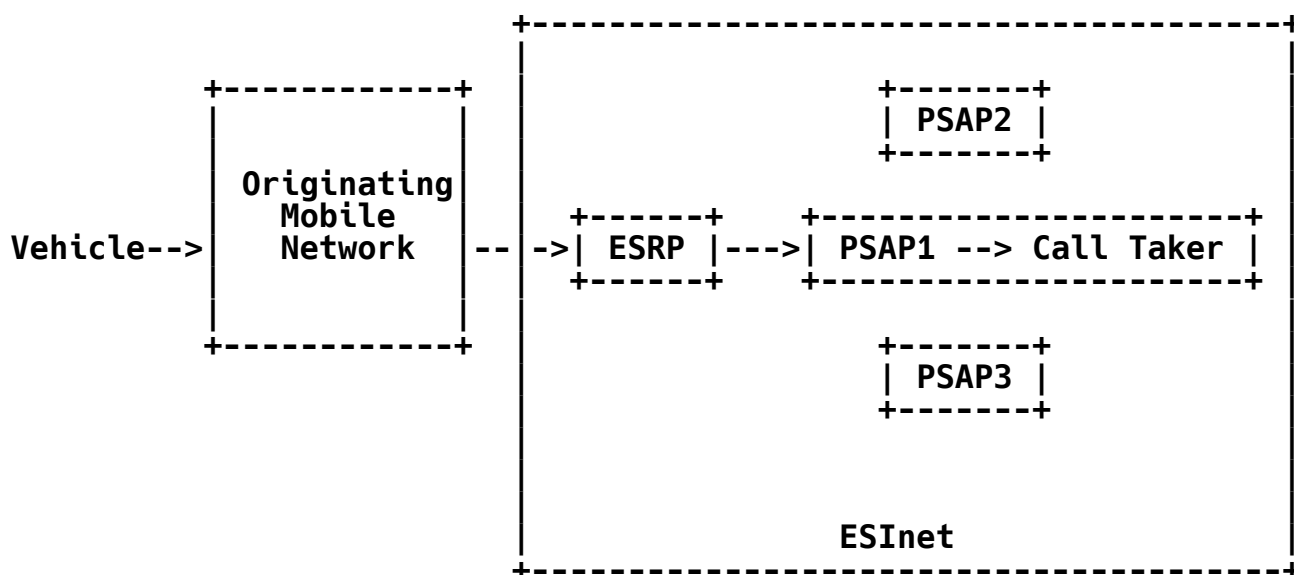 PSAP2
Originating
Mobile
Vehicle--> Network -- -> ESRP ---> PSAP1 --> Call Taker
PSAP3
ESInet